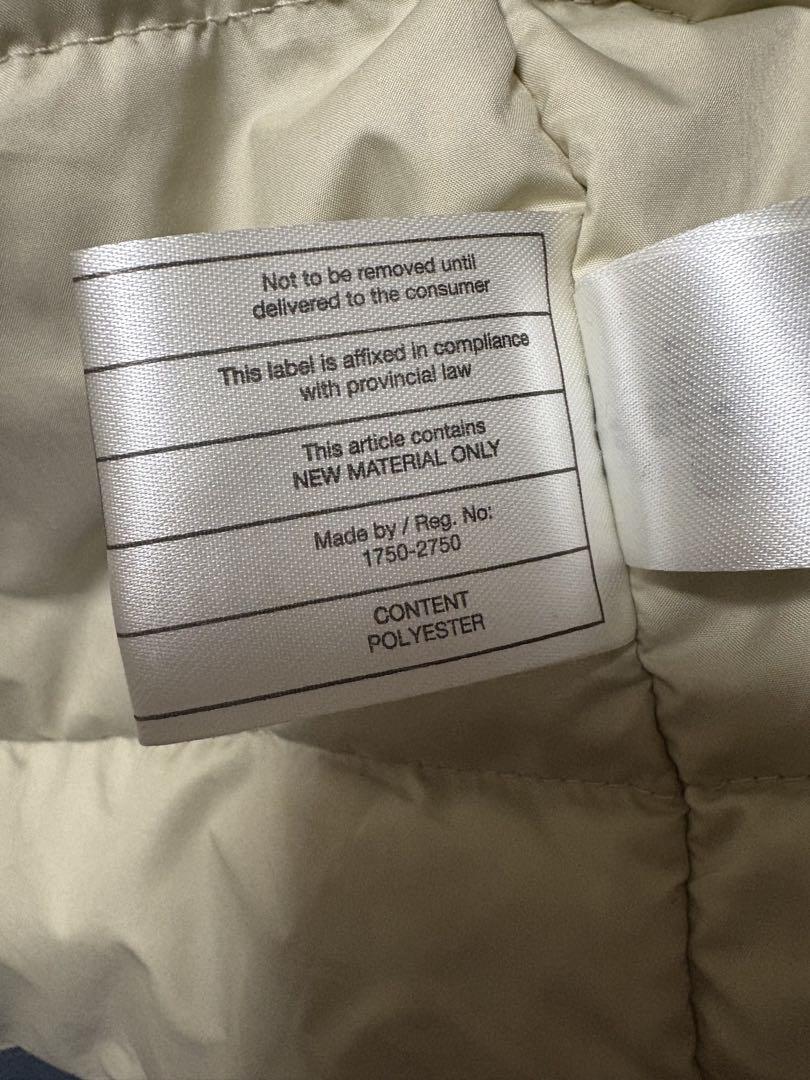 Not to be removed until
delivered to the consumer
This label is affixed in compliance
with provincial law
This article contains
NEW MATERIAL ONLY
Made by / Reg. No:
1750-2750
CONTENT
POLYESTER